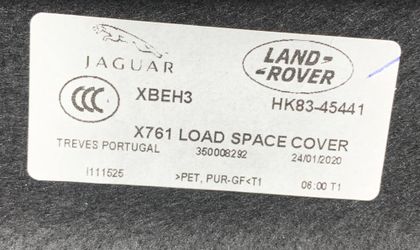 JAGUAR
LAND-
-ROVER
CCC
XBEH3
HK83-45441
X761 LOAD SPACE COVER
TREVES PORTUGAL 350008292 24/01/2020
I111525 >PET, PUR-GF<T1 06:00 T1